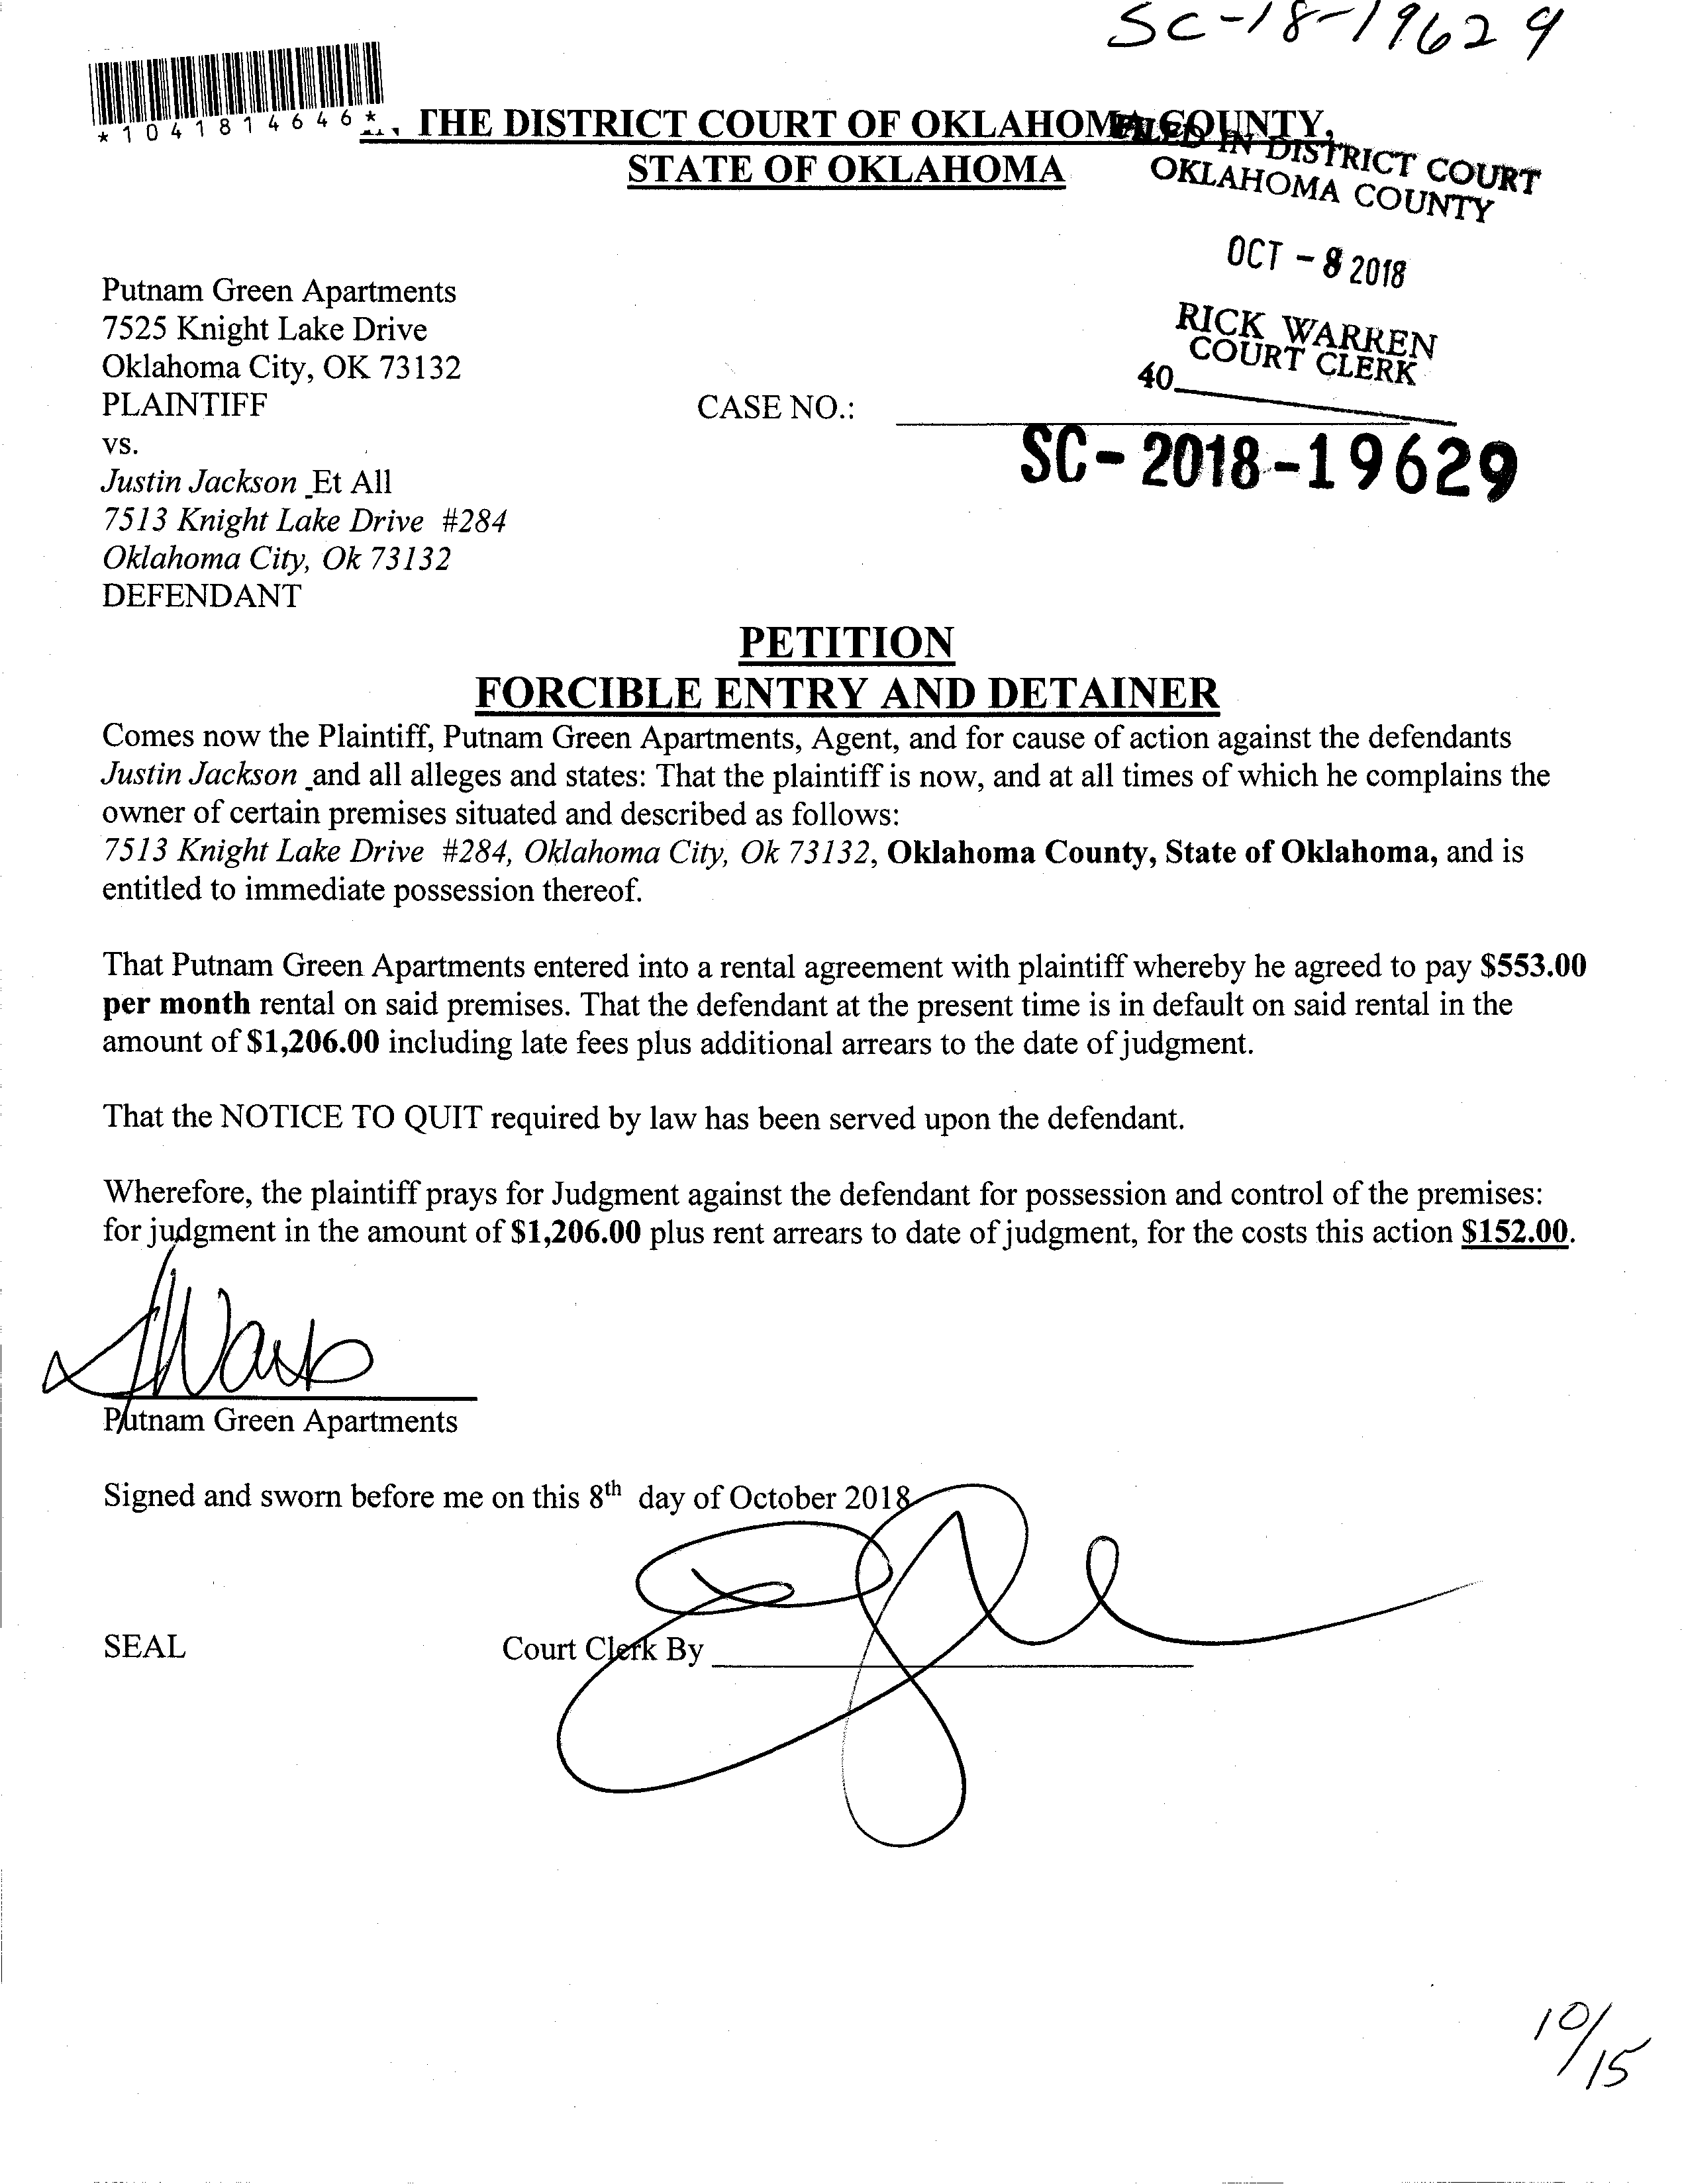 SC-18-19629
*1041814646*
THE DISTRICT COURT OF OKLAHOMA COUNTY,
STATE OF OKLAHOMA
FILED IN DISTRICT COURT
OKLAHOMA COUNTY
OCT - 8 2018
RICK WARREN
COURT CLERK
40
Putnam Green Apartments
7525 Knight Lake Drive
Oklahoma City, OK 73132
PLAINTIFF
CASE NO.:
SC - 2018 - 19629
vs.
Justin Jackson _Et All
7513 Knight Lake Drive #284
Oklahoma City, Ok 73132
DEFENDANT
PETITION
FORCIBLE ENTRY AND DETAINER
Comes now the Plaintiff, Putnam Green Apartments, Agent, and for cause of action against the defendants
Justin Jackson _and all alleges and states: That the plaintiff is now, and at all times of which he complains the
owner of certain premises situated and described as follows:
7513 Knight Lake Drive #284, Oklahoma City, Ok 73132, Oklahoma County, State of Oklahoma, and is
entitled to immediate possession thereof.
That Putnam Green Apartments entered into a rental agreement with plaintiff whereby he agreed to pay $553.00
per month rental on said premises. That the defendant at the present time is in default on said rental in the
amount of $1,206.00 including late fees plus additional arrears to the date of judgment.
That the NOTICE TO QUIT required by law has been served upon the defendant.
Wherefore, the plaintiff prays for Judgment against the defendant for possession and control of the premises:
for judgment in the amount of $1,206.00 plus rent arrears to date of judgment, for the costs this action $152.00.
Putnam Green Apartments
Signed and sworn before me on this 8th day of October 2018
SEAL
Court Clerk By
10/15